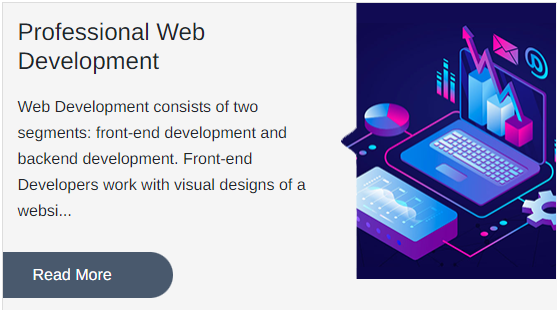 Professional Web
Development
Web Development consists of two
segments: front-end development and
backend development. Front-end
Developers work with visual designs of a
websi...
Read More